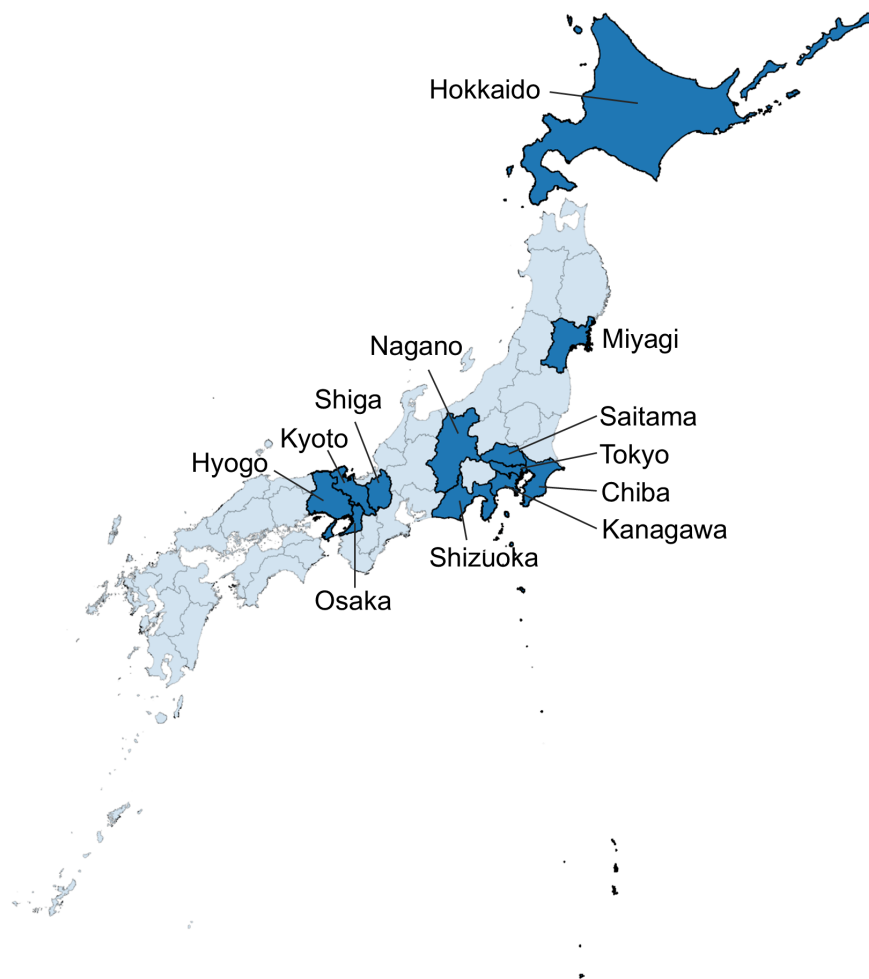 Hokkaido
Miyagi
Nagano
Shiga
Saitama
Kyoto
Tokyo
Hyogo
Chiba
Kanagawa
Shizuoka
Osaka